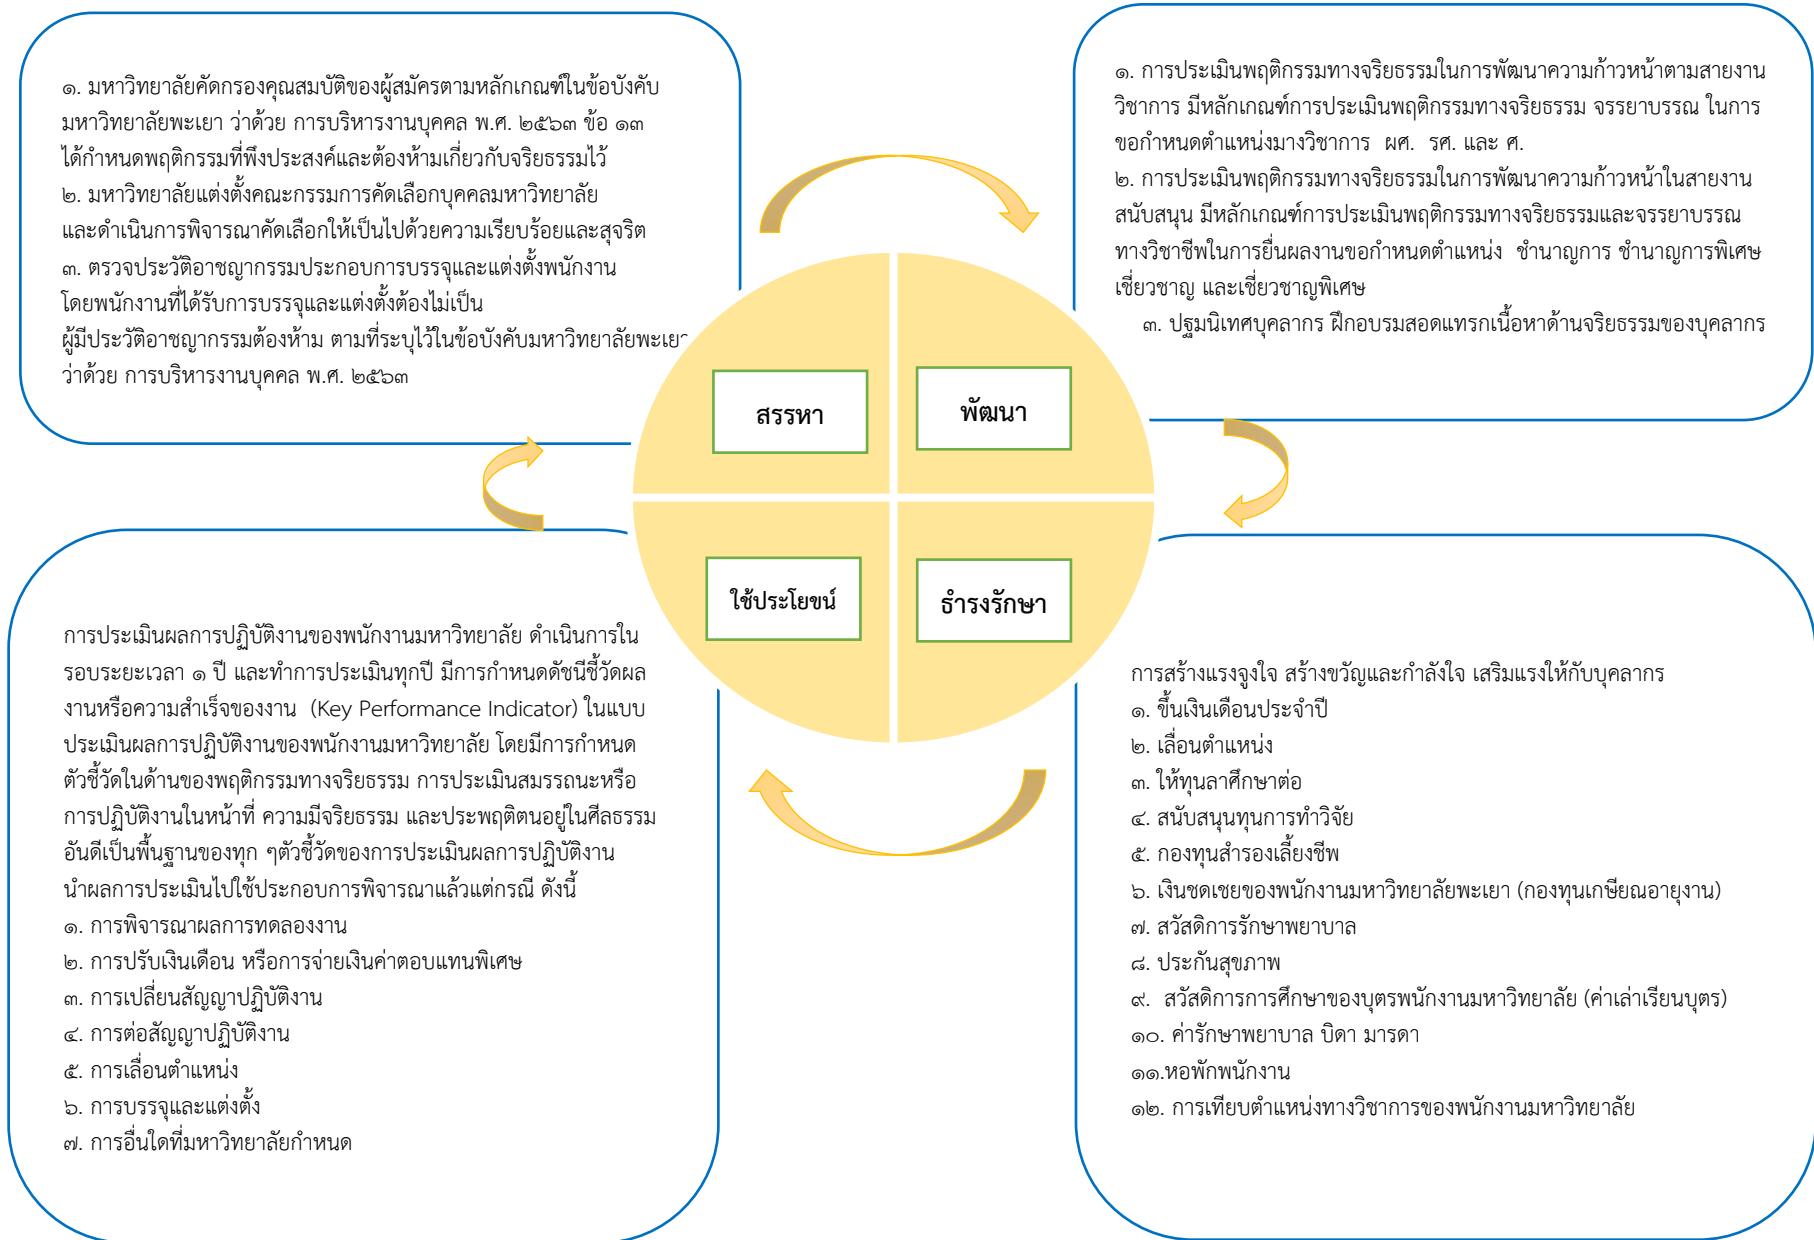 ๑. มหาวิทยาลัยคัดกรองคุณสมบัติของผู้สมัครตามหลักเกณฑ์ในข้อบังคับ
มหาวิทยาลัยพะเยา ว่าด้วย การบริหารงานบุคคล พ.ศ. ๒๕๖๓ ข้อ ๑๓
ได้กำหนดพฤติกรรมที่พึงประสงค์และต้องห้ามเกี่ยวกับจริยธรรมไว้
๒. มหาวิทยาลัยแต่งตั้งคณะกรรมการคัดเลือกบุคคลมหาวิทยาลัย
และดำเนินการพิจารณาคัดเลือกให้เป็นไปด้วยความเรียบร้อยและสุจริต
๓. ตรวจประวัติอาชญากรรมประกอบการบรรจุและแต่งตั้งพนักงาน
โดยพนักงานที่ได้รับการบรรจุและแต่งตั้งต้องไม่เป็น
ผู้มีประวัติอาชญากรรมต้องห้าม ตามที่ระบุไว้ในข้อบังคับมหาวิทยาลัยพะเยา
ว่าด้วย การบริหารงานบุคคล พ.ศ. ๒๕๖๓
๑. การประเมินพฤติกรรมทางจริยธรรมในการพัฒนาความก้าวหน้าตามสายงาน
วิชาการ มีหลักเกณฑ์การประเมินพฤติกรรมทางจริยธรรม จรรยาบรรณ ในการ
ขอกำหนดตำแหน่งมางวิชาการ ผศ. รศ. และ ศ.
๒. การประเมินพฤติกรรมทางจริยธรรมในการพัฒนาความก้าวหน้าในสายงาน
สนับสนุน มีหลักเกณฑ์การประเมินพฤติกรรมทางจริยธรรมและจรรยาบรรณ
ทางวิชาชีพในการยื่นผลงานขอกำหนดตำแหน่ง ชำนาญการ ชำนาญการพิเศษ
เชี่ยวชาญ และเชี่ยวชาญพิเศษ
๓. ปฐมนิเทศบุคลากร ฝึกอบรมสอดแทรกเนื้อหาด้านจริยธรรมของบุคลากร
สรรหา
พัฒนา
ใช้ประโยขน์
ธำรงรักษา
การประเมินผลการปฏิบัติงานของพนักงานมหาวิทยาลัย ดำเนินการใน
รอบระยะเวลา ๑ ปี และทำการประเมินทุกปี มีการกำหนดดัชนีชี้วัดผล
งานหรือความสำเร็จของงาน (Key Performance Indicator) ในแบบ
ประเมินผลการปฏิบัติงานของพนักงานมหาวิทยาลัย โดยมีการกำหนด
ตัวชี้วัดในด้านของพฤติกรรมทางจริยธรรม การประเมินสมรรถนะหรือ
การปฏิบัติงานในหน้าที่ ความมีจริยธรรม และประพฤติตนอยู่ในศีลธรรม
อันดีเป็นพื้นฐานของทุก ๆตัวชี้วัดของการประเมินผลการปฏิบัติงาน
นำผลการประเมินไปใช้ประกอบการพิจารณาแล้วแต่กรณี ดังนี้
๑. การพิจารณาผลการทดลองงาน
๒. การปรับเงินเดือน หรือการจ่ายเงินค่าตอบแทนพิเศษ
๓. การเปลี่ยนสัญญาปฏิบัติงาน
๔. การต่อสัญญาปฏิบัติงาน
๕. การเลื่อนตำแหน่ง
๖. การบรรจุและแต่งตั้ง
๗. การอื่นใดที่มหาวิทยาลัยกำหนด
การสร้างแรงจูงใจ สร้างขวัญและกำลังใจ เสริมแรงให้กับบุคลากร
๑. ขึ้นเงินเดือนประจำปี
๒. เลื่อนตำแหน่ง
๓. ให้ทุนลาศึกษาต่อ
๔. สนับสนุนทุนการทำวิจัย
๕. กองทุนสำรองเลี้ยงชีพ
๖. เงินชดเชยของพนักงานมหาวิทยาลัยพะเยา (กองทุนเกษียณอายุงาน)
๗. สวัสดิการรักษาพยาบาล
๘. ประกันสุขภาพ
๙. สวัสดิการการศึกษาของบุตรพนักงานมหาวิทยาลัย (ค่าเล่าเรียนบุตร)
๑๐. ค่ารักษาพยาบาล บิดา มารดา
๑๑.หอพักพนักงาน
๑๒. การเทียบตำแหน่งทางวิชาการของพนักงานมหาวิทยาลัย